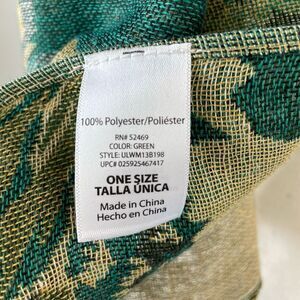 100% Polyester/Poliéster
RN# 52469
COLOR: GREEN
STYLE: ULWM13B198
UPC# 025925467417
ONE SIZE
TALLA ÚNICA
Made in China
Hecho en China